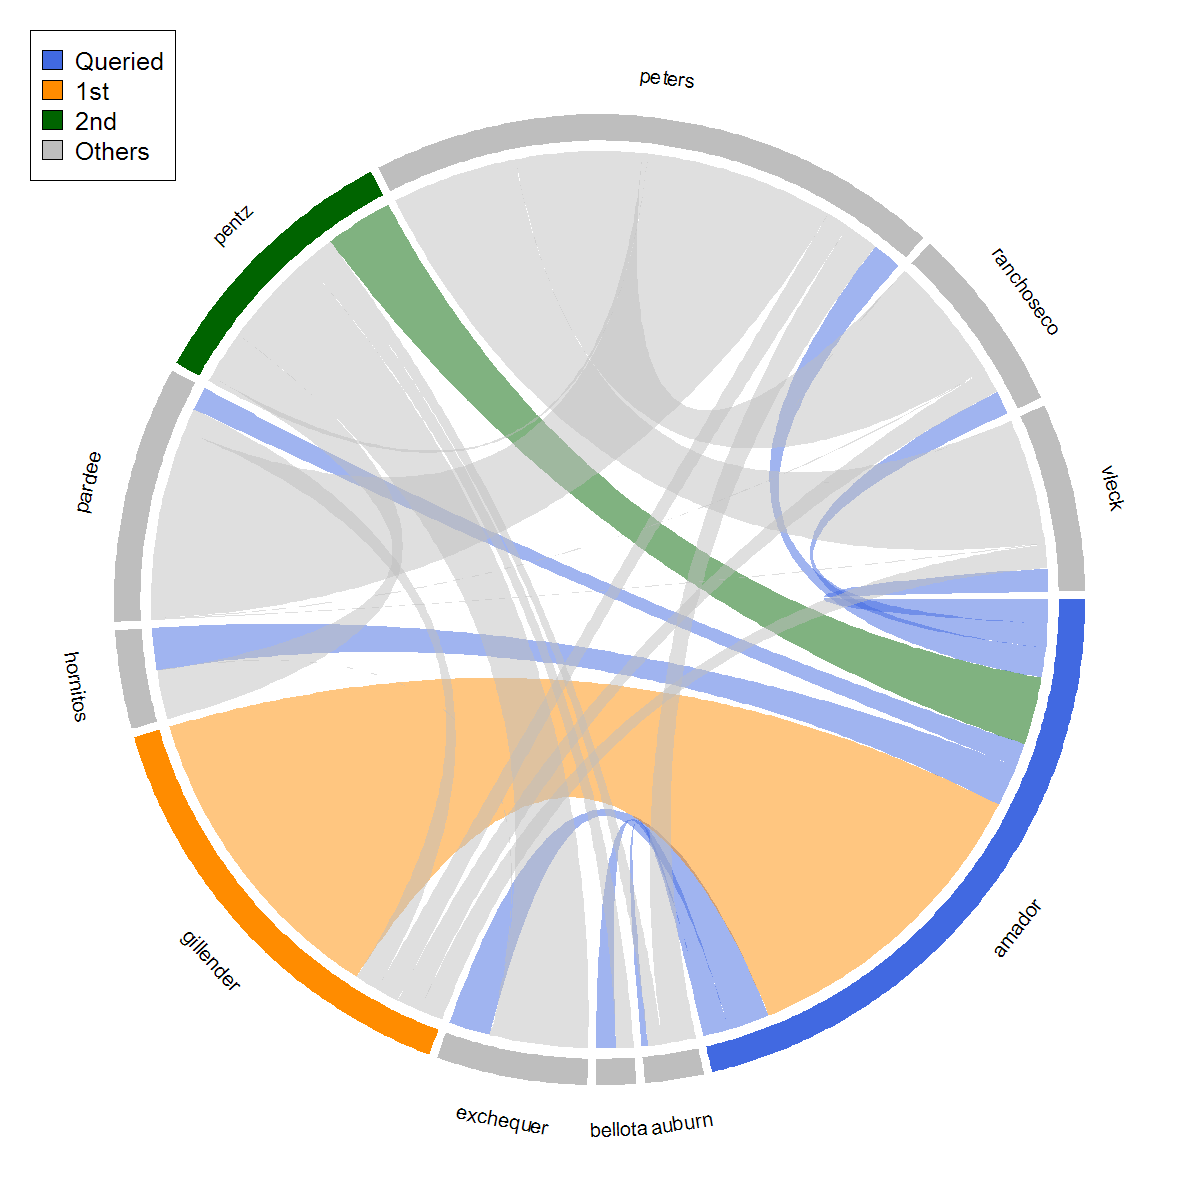 Queried
1st
2nd
Others
peters
ranchoseco
vleck
amador
auburn
bellota
exchequer
gillender
hornitos
pardee
pentz